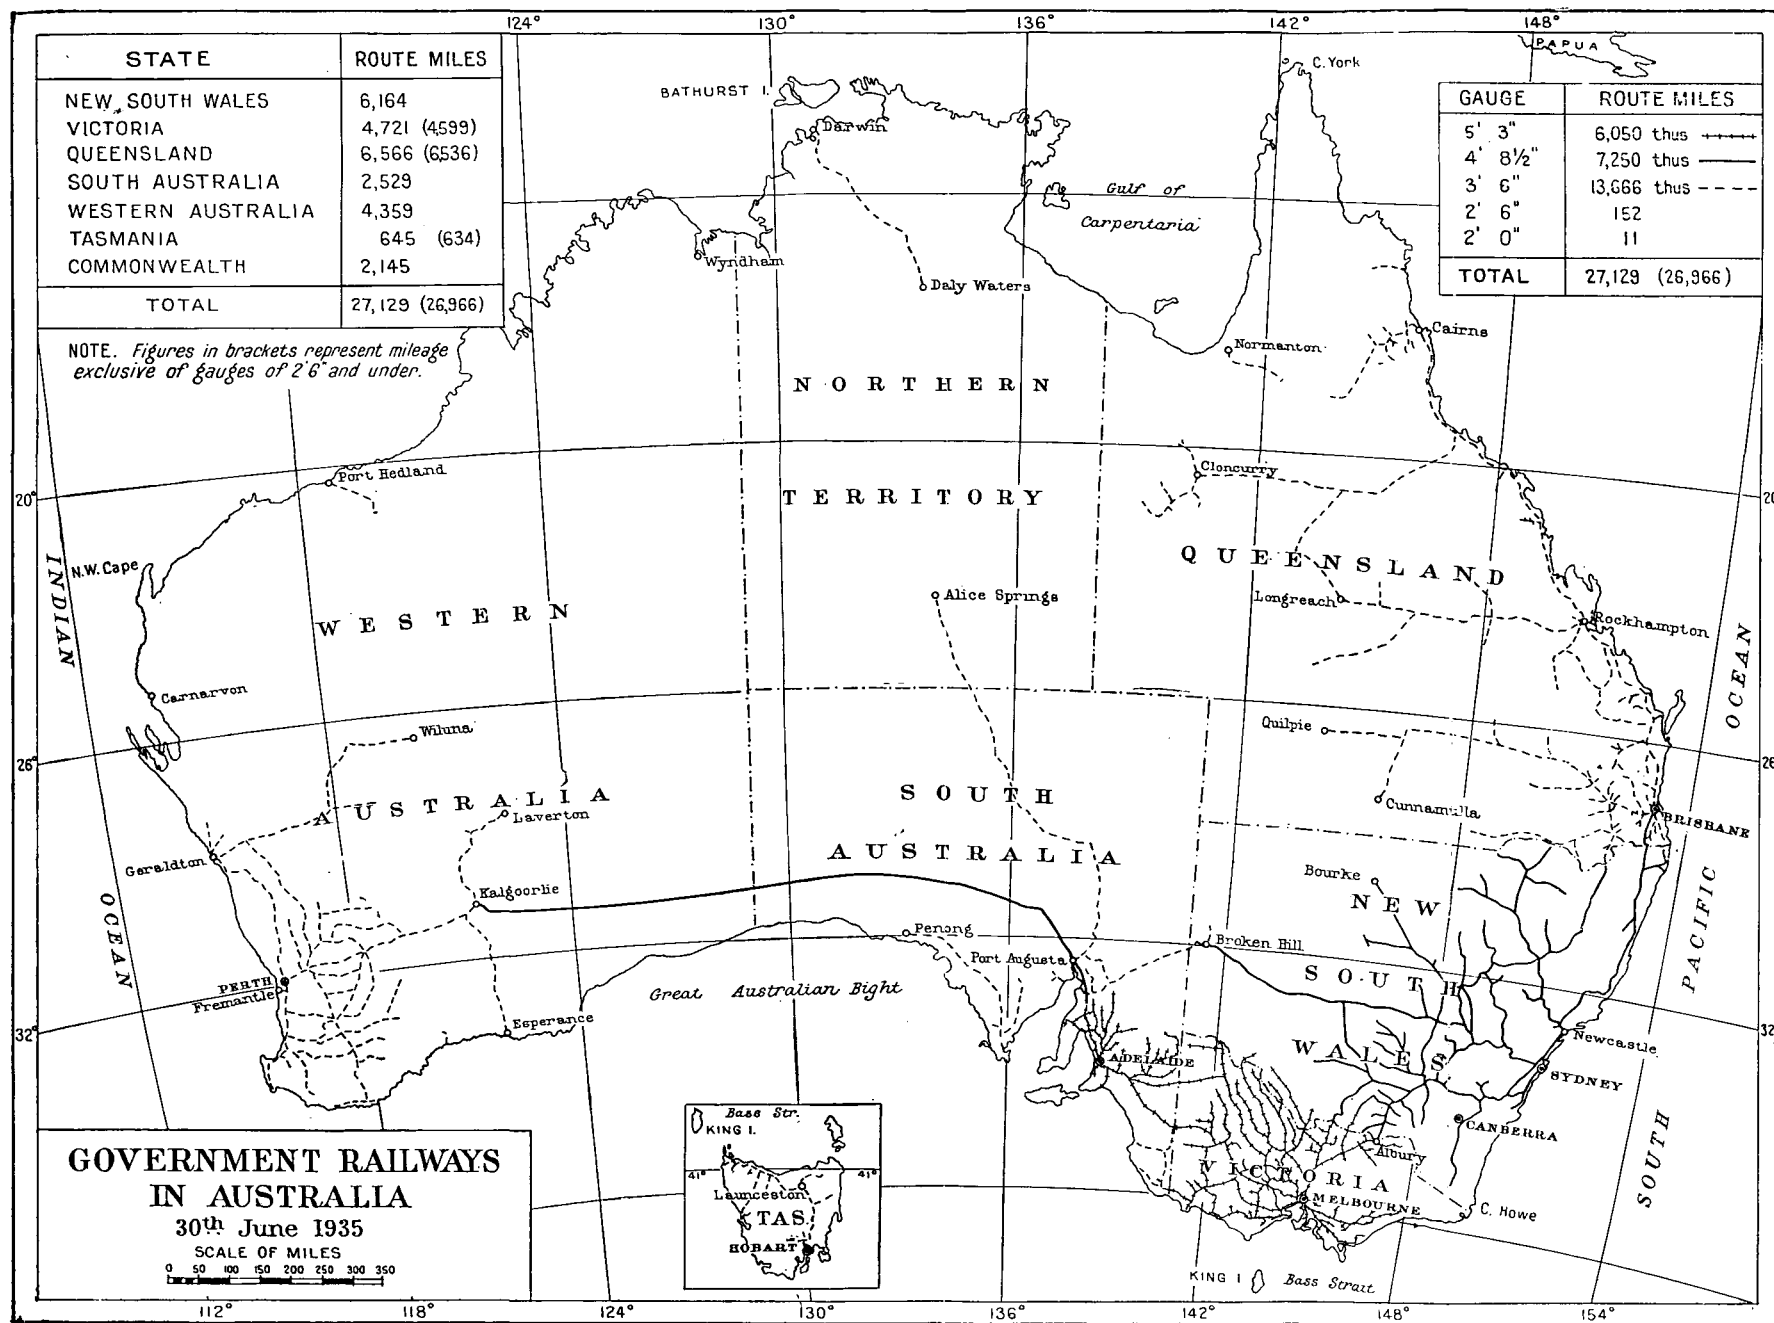 124° 130° 136° 142° 148°
STATE ROUTE MILES
NEW SOUTH WALES 6,164
VICTORIA 4,721 (4,599)
QUEENSLAND 6,566 (6,536)
SOUTH AUSTRALIA 2,529
WESTERN AUSTRALIA 4,359
TASMANIA 645 (634)
COMMONWEALTH 2,145
TOTAL 27,129 (26,966)
NOTE. Figures in brackets represent mileage
exclusive of gauges of 2' 6" and under.
GAUGE ROUTE MILES
5' 3" 6,050 thus
4' 8½" 7,250 thus
3' 6" 13,666 thus
2' 6" 152
2' 0" 11
TOTAL 27,129 (26,966)
PAPUA
C. York
BATHURST I.
Darwin
Gulf of
Carpentaria
Wyndham
Daly Waters
Cairns
Normanton
NORTHERN
TERRITORY
Port Hedland
Cloncurry
20° 20
N.W. Cape
INDIAN
OCEAN
QUEENSLAND
Longreach
Rockhampton
Alice Springs
WESTERN
AUSTRALIA
Carnarvon
Wiluna
Quilpie
26° 26
Cunnamulla
BRISBANE
Laverton
SOUTH
AUSTRALIA
Geraldton
Kalgoorlie
Bourke
NEW
SOUTH
WALES
Penong
Port Augusta
Broken Hill
PERTH
Fremantle
Great Australian Bight
Esperance
32° 32
Newcastle
SYDNEY
ADELAIDE
CANBERRA
Albury
VICTORIA
MELBOURNE
C. Howe
KING I
Bass Strait
SOUTH
PACIFIC
OCEAN
Bass Str.
KING I.
41° 41°
Launceston
TAS.
HOBART
GOVERNMENT RAILWAYS
IN AUSTRALIA
30th June 1935
SCALE OF MILES
0 50 100 150 200 250 300 350
112° 118° 124° 130° 136° 142° 148° 154°